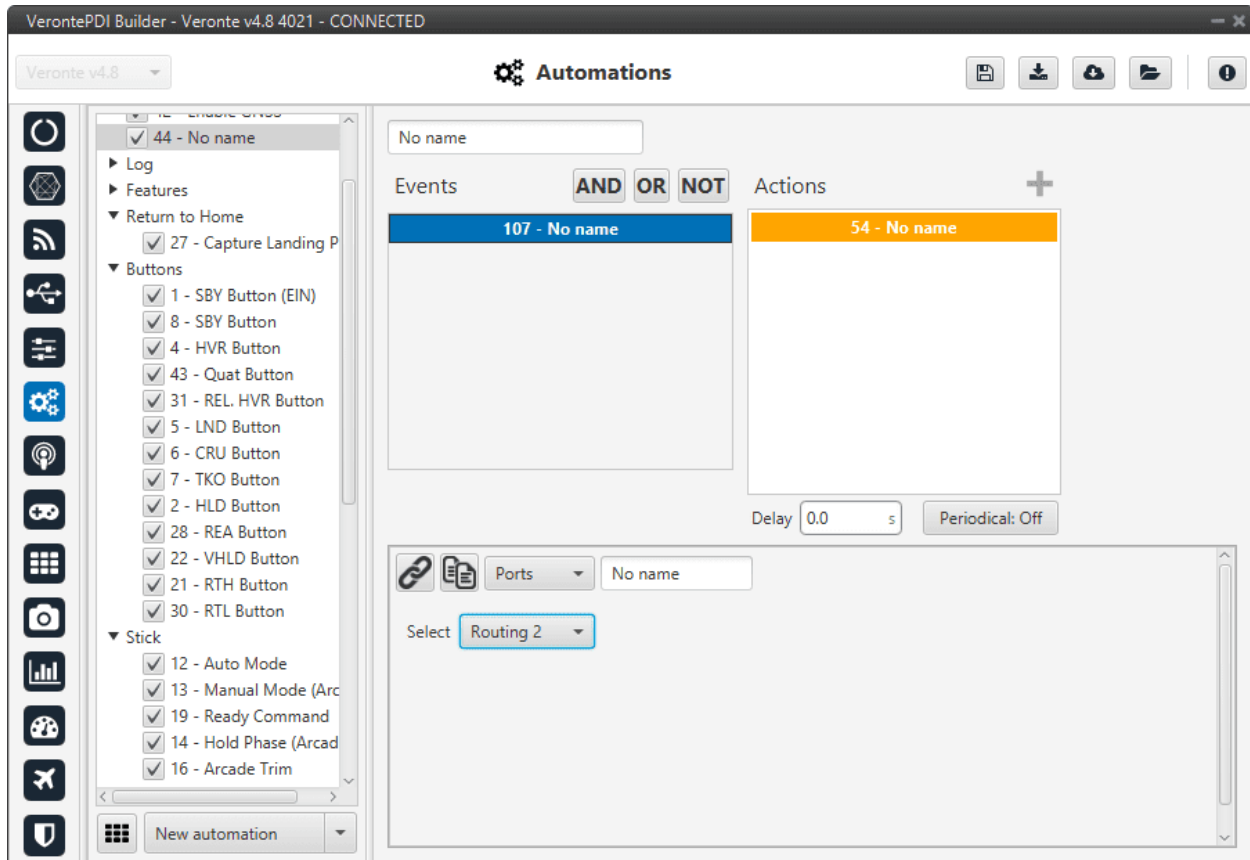 VerontePDI Builder - Veronte v4.8 4021 - CONNECTED
Veronte v4.8
Automations
12 - Enable GNSS
44 - No name
Log
Features
Return to Home
27 - Capture Landing P
Buttons
1 - SBY Button (EIN)
8 - SBY Button
4 - HVR Button
43 - Quat Button
31 - REL. HVR Button
5 - LND Button
6 - CRU Button
7 - TKO Button
2 - HLD Button
28 - REA Button
22 - VHLD Button
21 - RTH Button
30 - RTL Button
Stick
12 - Auto Mode
13 - Manual Mode (Arc
19 - Ready Command
14 - Hold Phase (Arcad
16 - Arcade Trim
New automation
No name
Events AND OR NOT
107 - No name
Actions
54 - No name
Delay 0.0 s Periodical: Off
Ports No name
Select Routing 2